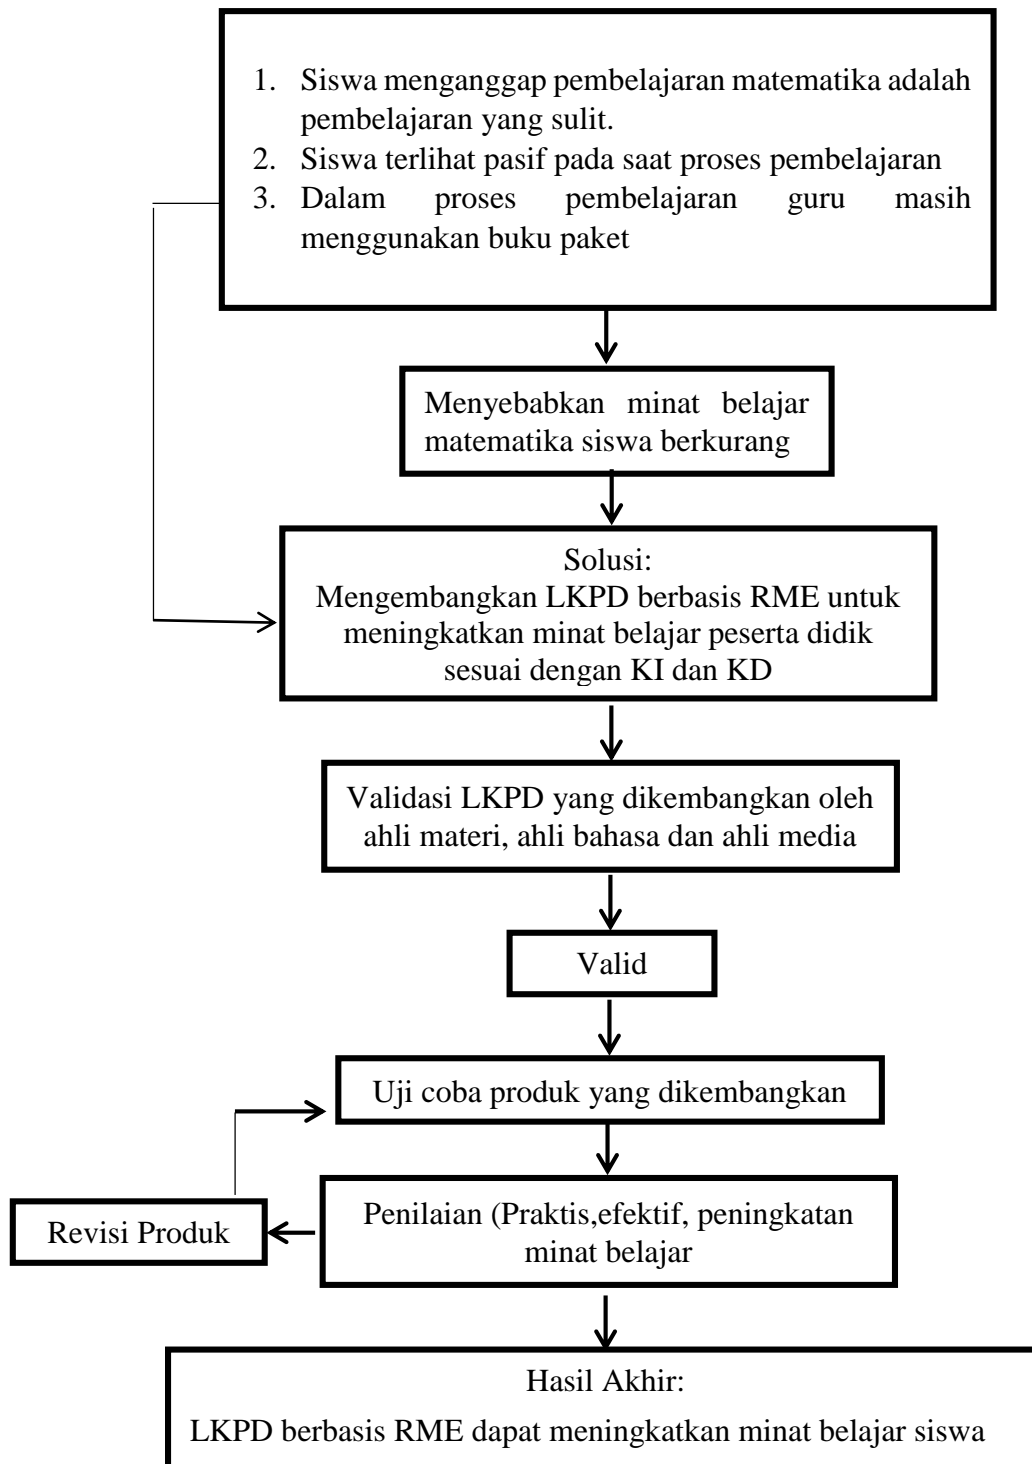 1. Siswa menganggap pembelajaran matematika adalah
pembelajaran yang sulit.
2. Siswa terlihat pasif pada saat proses pembelajaran
3. Dalam proses pembelajaran guru masih
menggunakan buku paket
Menyebabkan minat belajar
matematika siswa berkurang
Solusi:
Mengembangkan LKPD berbasis RME untuk
meningkatkan minat belajar peserta didik
sesuai dengan KI dan KD
Validasi LKPD yang dikembangkan oleh
ahli materi, ahli bahasa dan ahli media
Valid
Uji coba produk yang dikembangkan
Revisi Produk
Penilaian (Praktis,efektif, peningkatan
minat belajar
Hasil Akhir:
LKPD berbasis RME dapat meningkatkan minat belajar siswa